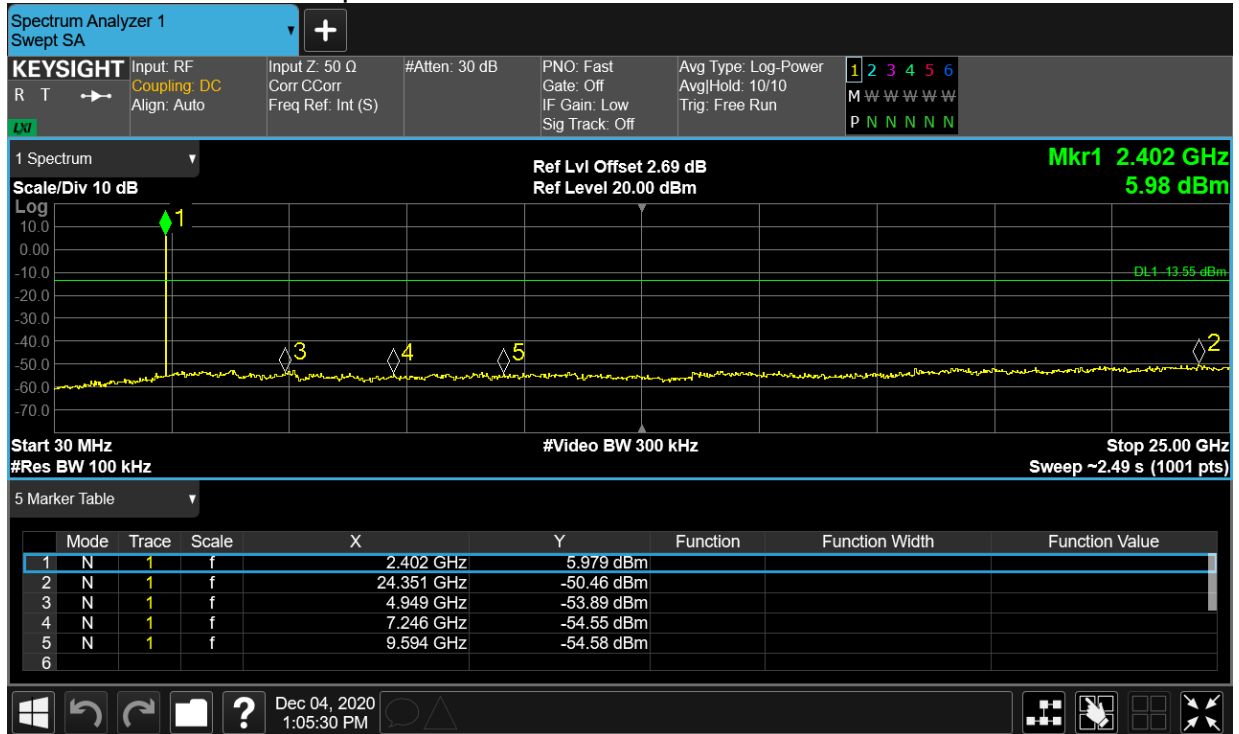 Spectrum Analyzer 1
Swept SA
+
KEYSIGHT Input: RF Input Z: 50 Ω #Atten: 30 dB PNO: Fast Avg Type: Log-Power 1 2 3 4 5 6
R T Coupling: DC Corr CCorr Gate: Off Avg|Hold: 10/10 M W W W W W
Align: Auto Freq Ref: Int (S) IF Gain: Low Trig: Free Run
LXI Sig Track: Off P N N N N N
1 Spectrum Ref Lvl Offset 2.69 dB Mkr1 2.402 GHz
Scale/Div 10 dB Ref Level 20.00 dBm 5.98 dBm
Log
1
10.0
0.00
-10.0 DL1 -13.55 dBm
-20.0
-30.0
-40.0
3 4 5 2
-50.0
-60.0
-70.0
Start 30 MHz #Video BW 300 kHz Stop 25.00 GHz
#Res BW 100 kHz Sweep ~2.49 s (1001 pts)
5 Marker Table
Mode Trace Scale X Y Function Function Width Function Value
1 N 1 f 2.402 GHz 5.979 dBm
2 N 1 f 24.351 GHz -50.46 dBm
3 N 1 f 4.949 GHz -53.89 dBm
4 N 1 f 7.246 GHz -54.55 dBm
5 N 1 f 9.594 GHz -54.58 dBm
6
? Dec 04, 2020
1:05:30 PM